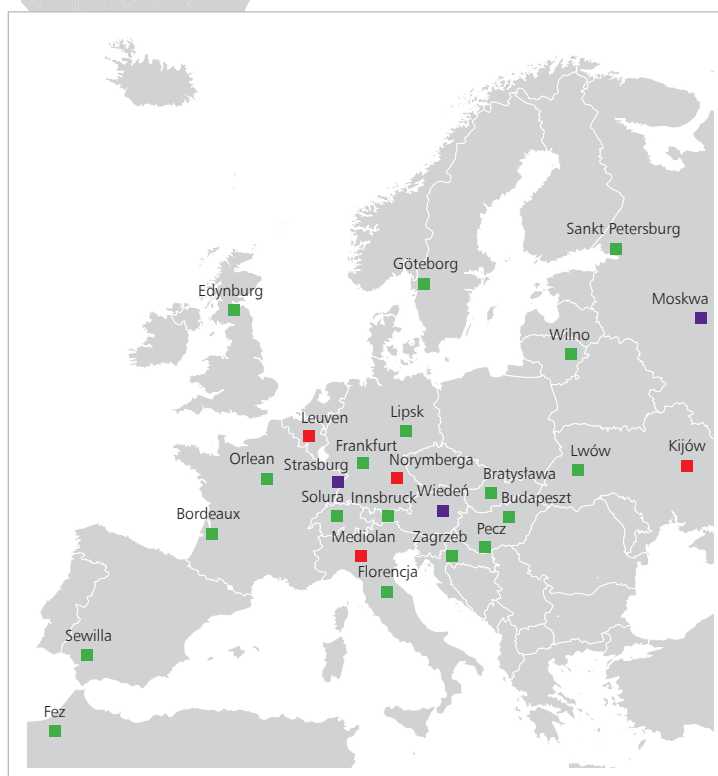 Sankt Petersburg
Göteborg
Edynburg
Moskwa
Wilno
Leuven
Lipsk
Frankfurt
Orlean
Strasburg
Norymberga
Lwów
Kijów
Bratysława
Solura
Innsbruck
Wiedeń
Budapeszt
Bordeaux
Mediolan
Zagrzeb
Pecz
Florencja
Sewilla
Fez